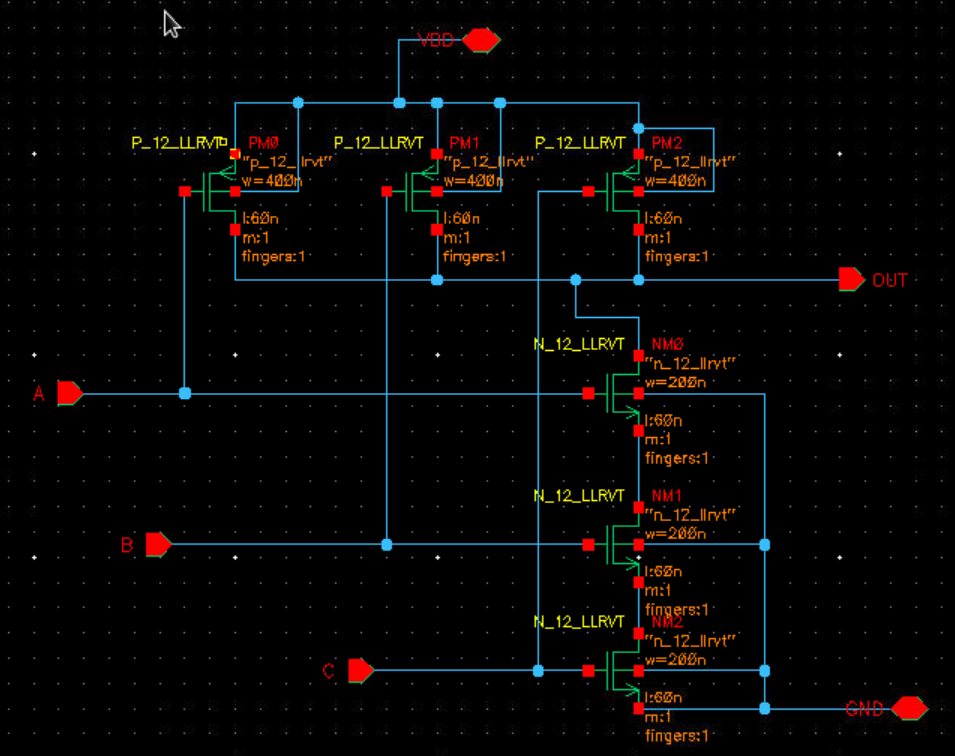 VDD
P_12_LLRVT PM0 P_12_LLRVT PM1 P_12_LLRVT PM2
"p_12_llrvt" "p_12_llrvt" "p_12_llrvt"
w=400n w=400n w=400n
l:60n l:60n l:60n
m:1 m:1 m:1
fingers:1 fingers:1 fingers:1
OUT
N_12_LLRVT NM0
"n_12_llrvt"
w=200n
A
l:60n
m:1
fingers:1
N_12_LLRVT NM1
"n_12_llrvt"
w=200n
B
l:60n
m:1
fingers:1
N_12_LLRVT NM2
"n_12_llrvt"
w=200n
C
l:60n
GND
m:1
fingers:1